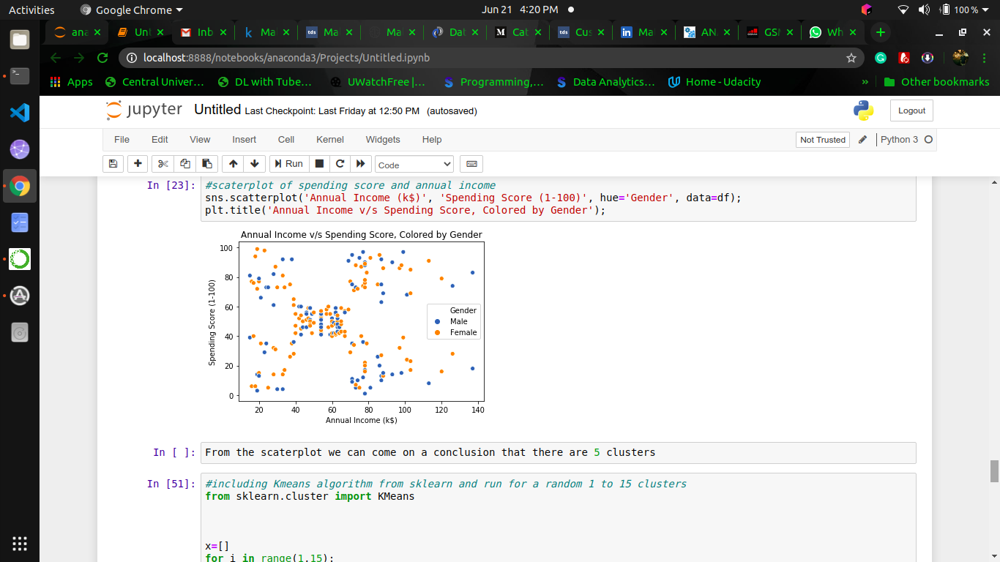 Activities Google Chrome Jun 21 4:20 PM 100 %
ana Unt Inb Ma Ma Ma Dat Cat Cus Ma AN. GSI Wh
localhost:8888/notebooks/anaconda3/Projects/Untitled.ipynb
Apps Central Univer... DL with Tube... UWatchFree |... Programming,... Data Analytics... Home - Udacity » Other bookmarks
jupyter Untitled Last Checkpoint: Last Friday at 12:50 PM (autosaved) Logout
File Edit View Insert Cell Kernel Widgets Help Not Trusted Python 3
Run Code
In [23]: #scaterplot of spending score and annual income
sns.scatterplot('Annual Income (k$)', 'Spending Score (1-100)', hue='Gender', data=df);
plt.title('Annual Income v/s Spending Score, Colored by Gender');
Annual Income v/s Spending Score, Colored by Gender
100
80
60
40
20
0
Spending Score (1-100)
Gender
Male
Female
20 40 60 80 100 120 140
Annual Income (k$)
In [ ]: From the scaterplot we can come on a conclusion that there are 5 clusters
In [51]: #including Kmeans algorithm from sklearn and run for a random 1 to 15 clusters
from sklearn.cluster import KMeans
x=[]
for i in range(1,15):